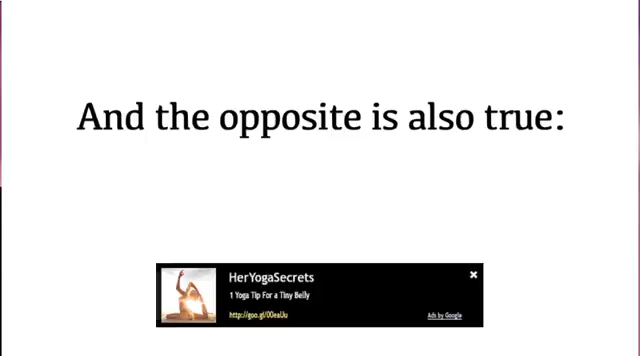 And the opposite is also true:
HerYogaSecrets
1 Yoga Tip For a Tiny Belly
http://goo.gl/00eaUu
Ads by Google